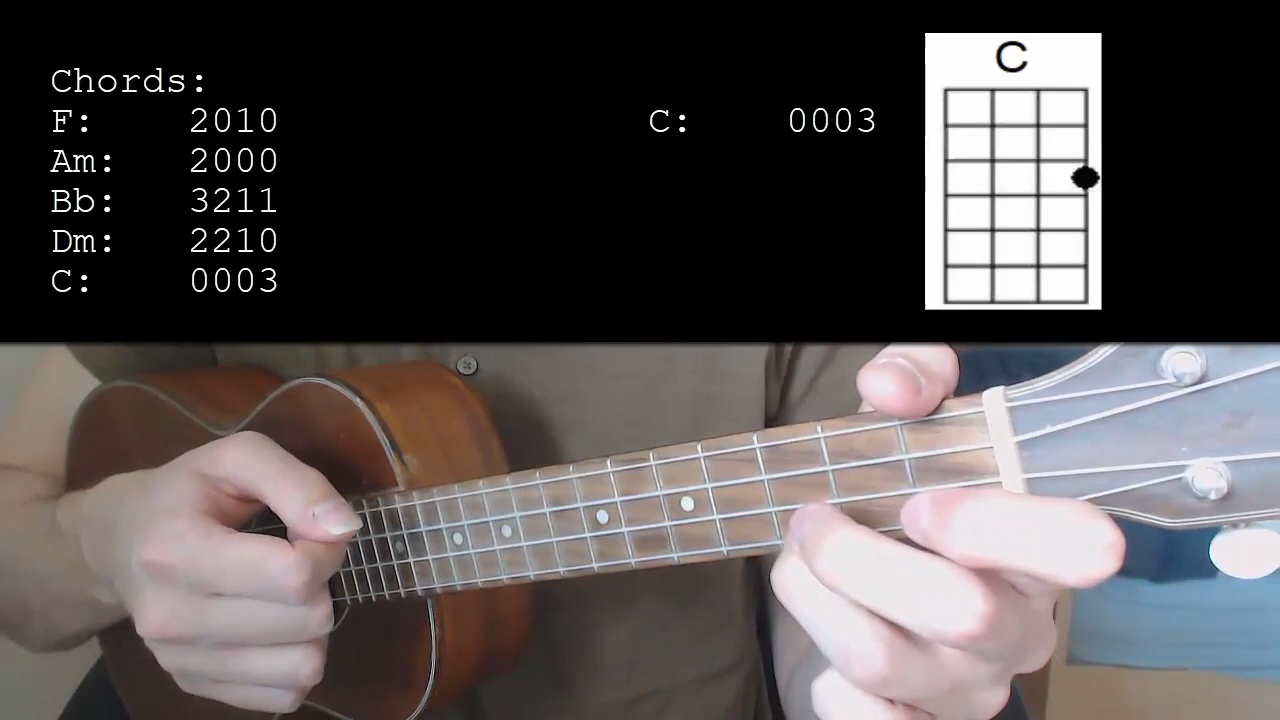 Chords:
F: 2010
Am: 2000
Bb: 3211
Dm: 2210
C: 0003
C: 0003
C